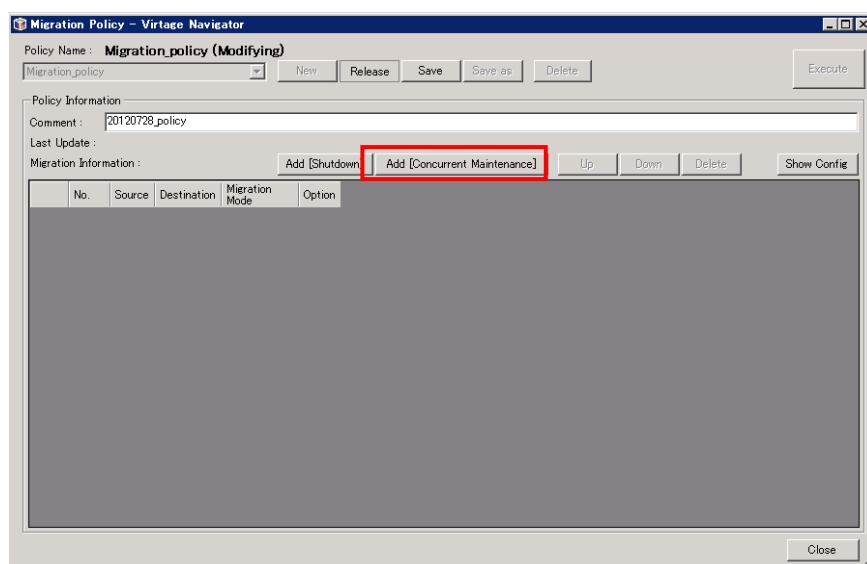 Migration Policy - Virtage Navigator
Policy Name : Migration_policy (Modifying)
Migration_policy New Release Save Save as Delete Execute
Policy Information
Comment : 20120728_policy
Last Update :
Migration Information : Add [Shutdown] Add [Concurrent Maintenance] Up Down Delete Show Config
No. Source Destination Migration Mode Option
Close